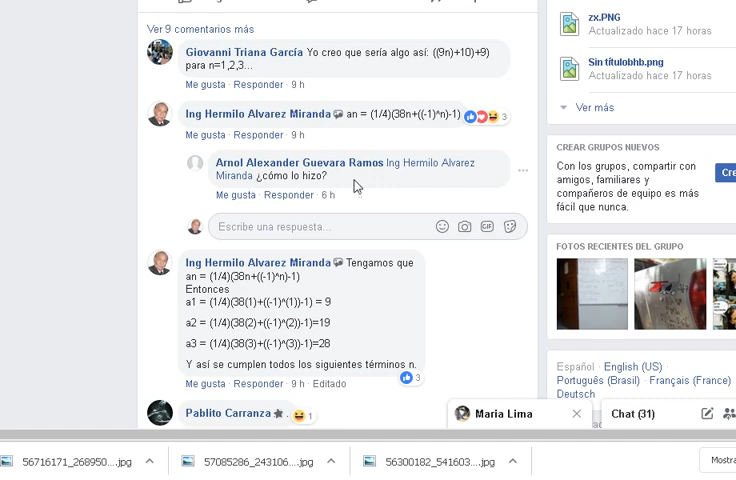 Ver 9 comentarios más
Giovanni Triana García Yo creo que sería algo así: ((9n)+10)+9)
para n=1,2,3...
Me gusta · Responder · 9 h
Ing Hermilo Alvarez Miranda an = (1/4)(38n+((-1)^n)-1)
3
Me gusta · Responder · 9 h
Arnol Alexander Guevara Ramos Ing Hermilo Alvarez
Miranda ¿cómo lo hizo?
Me gusta · Responder · 6 h
Escribe una respuesta...
GIF
Ing Hermilo Alvarez Miranda Tengamos que
an = (1/4)(38n+((-1)^n)-1)
Entonces
a1 = (1/4)(38(1)+((-1)^(1))-1) = 9
a2 = (1/4)(38(2)+((-1)^(2))-1)=19
a3 = (1/4)(38(3)+((-1)^(3))-1)=28
Y así se cumplen todos los siguientes términos n.
3
Me gusta · Responder · 9 h · Editado
Pablito Carranza .
1
zx.PNG
Actualizado hace 17 horas
Sin títulobhb.png
Actualizado hace 17 horas
Ver más
CREAR GRUPOS NUEVOS
Con los grupos, compartir con
amigos, familiares y
compañeros de equipo es más
fácil que nunca.
Cre
FOTOS RECIENTES DEL GRUPO
Español · English (US) ·
Português (Brasil) · Français (France) ·
Deutsch
Maria Lima
Chat (31)
56716171_268950....jpg
57085286_243106....jpg
56300182_541603....jpg
Mostra